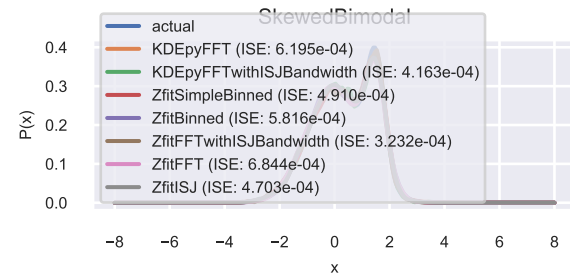 SkewedBimodal
actual
KDEpyFFT (ISE: 6.195e-04)
KDEpyFFTwithISJBandwidth (ISE: 4.163e-04)
ZfitSimpleBinned (ISE: 4.910e-04)
ZfitBinned (ISE: 5.816e-04)
ZfitFFTwithISJBandwidth (ISE: 3.232e-04)
ZfitFFT (ISE: 6.844e-04)
ZfitISJ (ISE: 4.703e-04)
P(x)
0.4
0.3
0.2
0.1
0.0
−8 −6 −4 −2 0 2 4 6 8
x